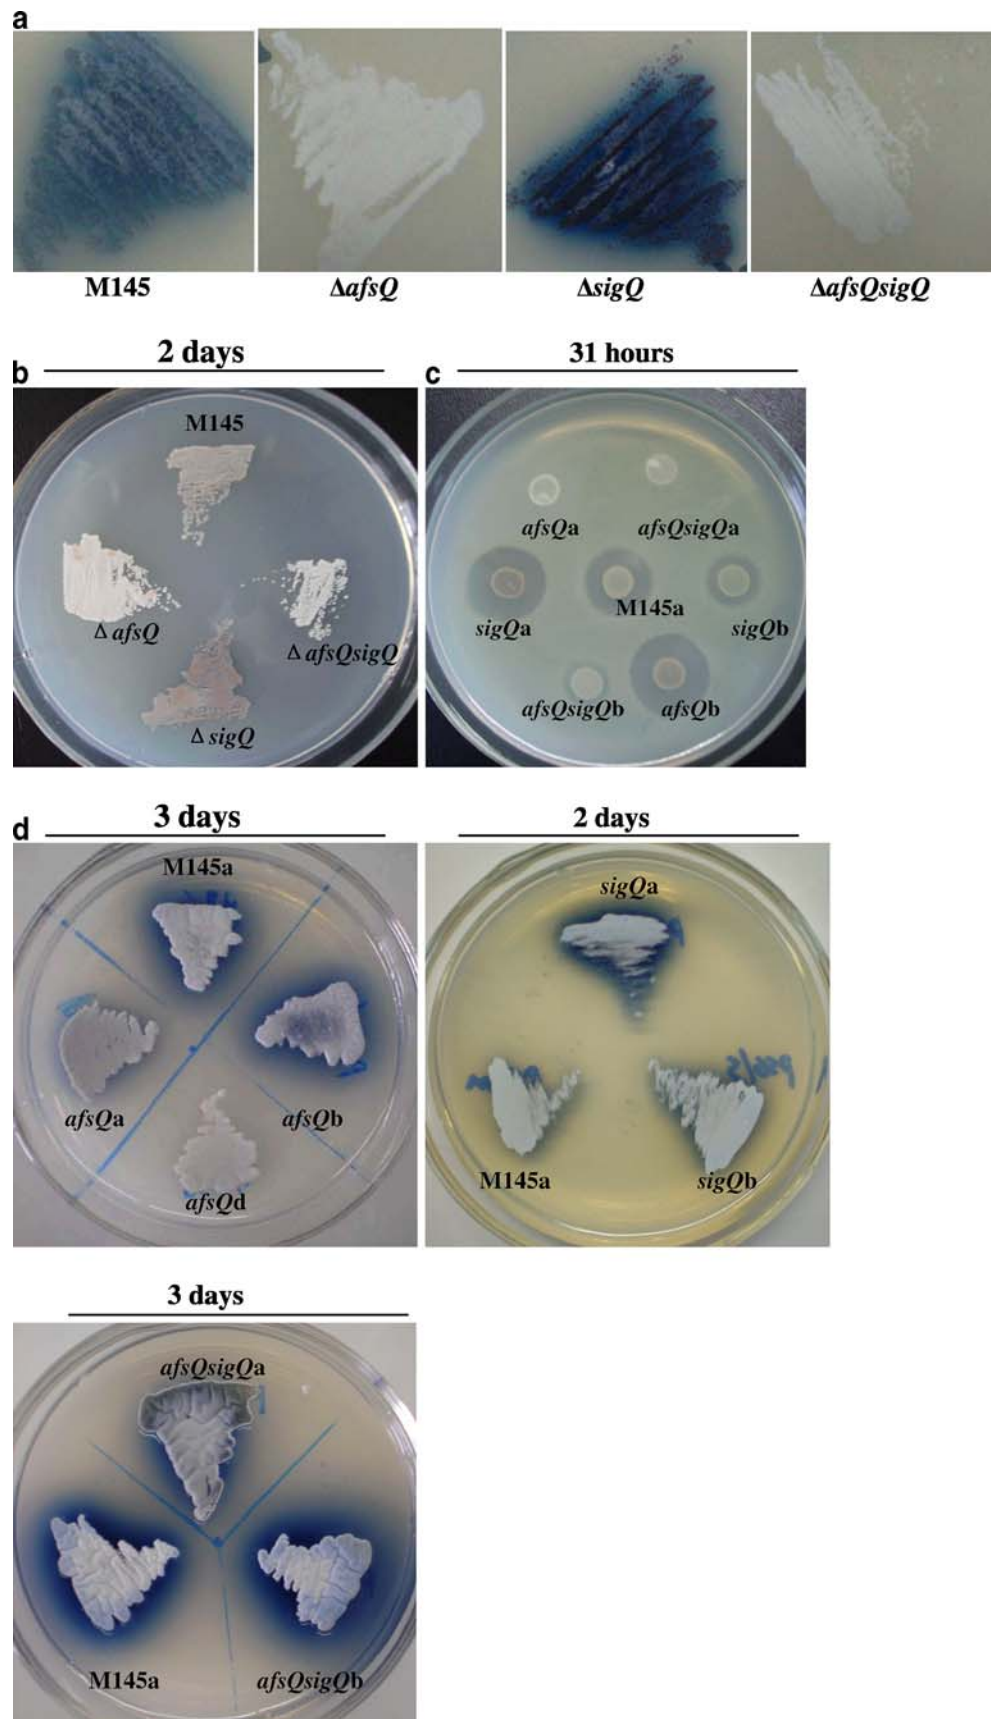 a
M145
ΔafsQ
ΔsigQ
ΔafsQsigQ
b
2 days
M145
Δ afsQ
Δ afsQsigQ
Δ sigQ
c
31 hours
afsQa
afsQsigQa
sigQa
M145a
sigQb
afsQsigQb
afsQb
d
3 days
M145a
afsQa
afsQb
afsQd
2 days
sigQa
M145a
sigQb
3 days
afsQsigQa
M145a
afsQsigQb